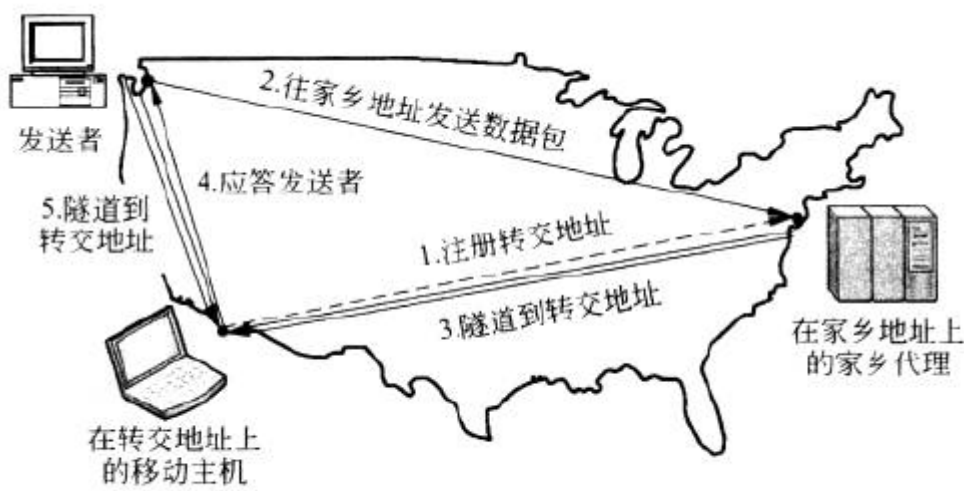 2.往家乡地址发送数据包
发送者
4.应答发送者
5.隧道到
转交地址
1.注册转交地址
3.隧道到转交地址
在家乡地址上
的家乡代理
在转交地址上
的移动主机